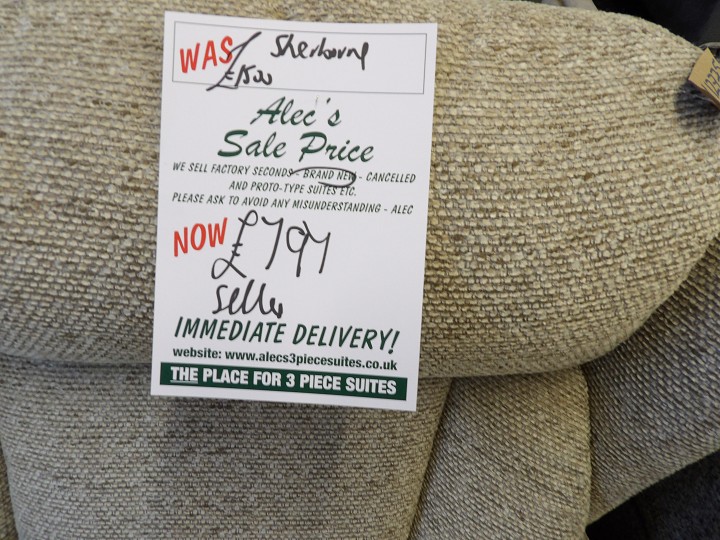 WAS Sherborne
£1500
Alec's
Sale Price
WE SELL FACTORY SECONDS - BRAND NEW - CANCELLED
AND PROTO-TYPE SUITES ETC.
PLEASE ASK TO AVOID ANY MISUNDERSTANDING - ALEC
NOW £797
IMMEDIATE DELIVERY!
website: www.alecs3piecesuites.co.uk
THE PLACE FOR 3 PIECE SUITES